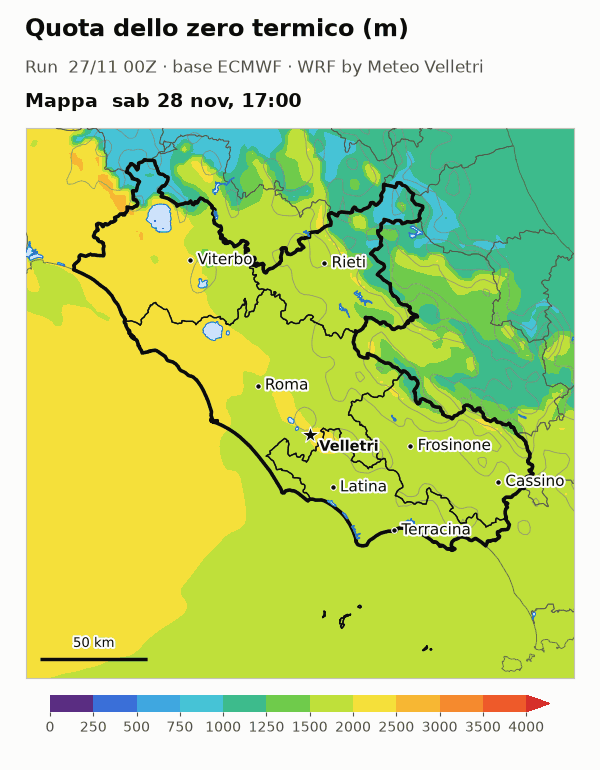 Quota dello zero termico (m)
Run  27/11 00Z · base ECMWF · WRF by Meteo Velletri
Mappa  sab 28 nov, 17:00
Viterbo
Rieti
Roma
Velletri
Frosinone
Cassino
Latina
Terracina
50 km
0 250 500 750 1000 1250 1500 2000 2500 3000 3500 4000